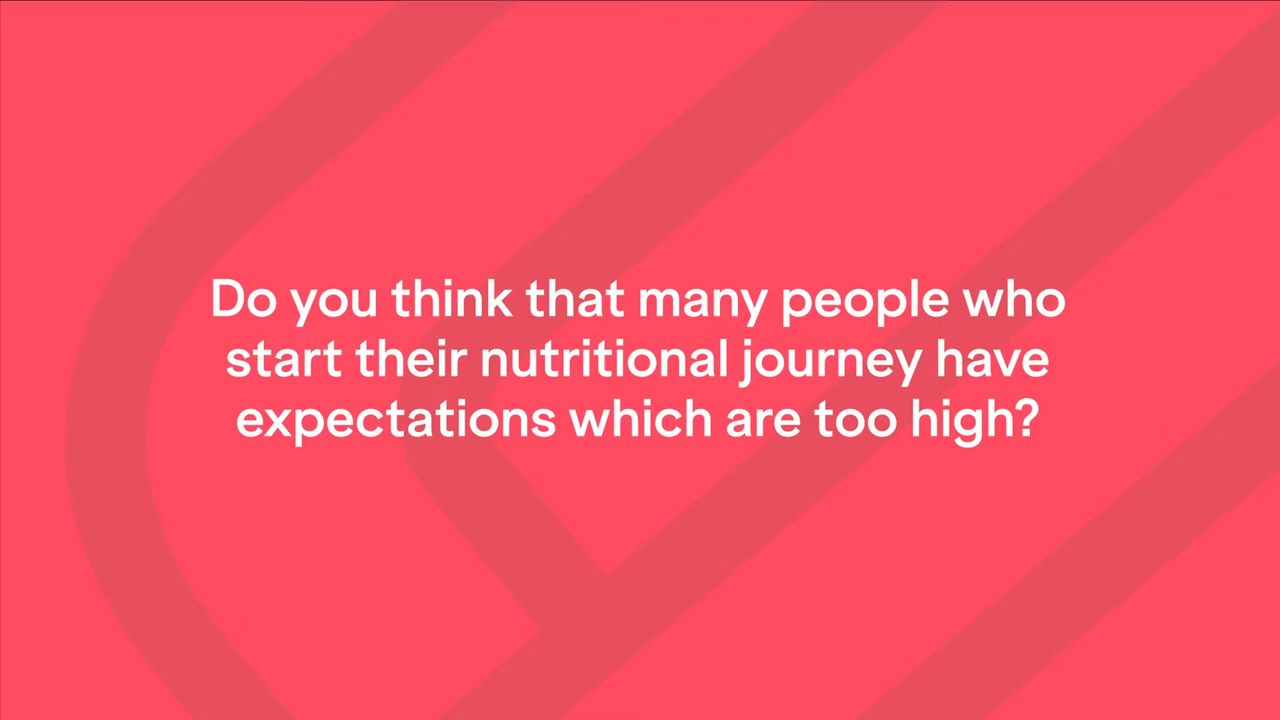 Do you think that many people who
start their nutritional journey have
expectations which are too high?